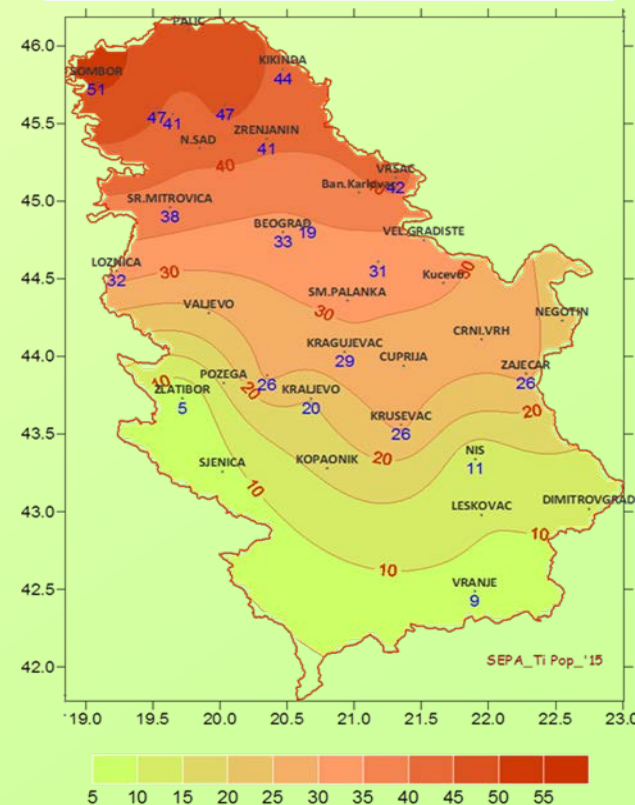 PALIC
46.0
KIKINDA
SOMBOR
44
51
47
47
41
45.5
ZRENJANIN
N.SAD
41
40
VRSAC
Ban.Karlovac
42
45.0
SR.MITROVICA
38
BEOGRAD
19
33
VEL.GRADISTE
LOZNICA
31
30
32
30
Kucevo
44.5
SM.PALANKA
VALJEVO
30
NEGOTIN
CRNI.VRH
KRAGUJEVAC
44.0
29
CUPRIJA
ZAJECAR
POZEGA
10
26
26
ZLATIBOR
20
KRALJEVO
5
20
KRUSEVAC
20
43.5
26
NIS
SJENICA
KOPAONIK
20
11
10
LESKOVAC
DIMITROVGRAD
43.0
10
10
VRANJE
42.5
9
SEPA_Ti Pop_'15
42.0
19.0 19.5 20.0 20.5 21.0 21.5 22.0 22.5 23.0
5 10 15 20 25 30 35 40 45 50 55